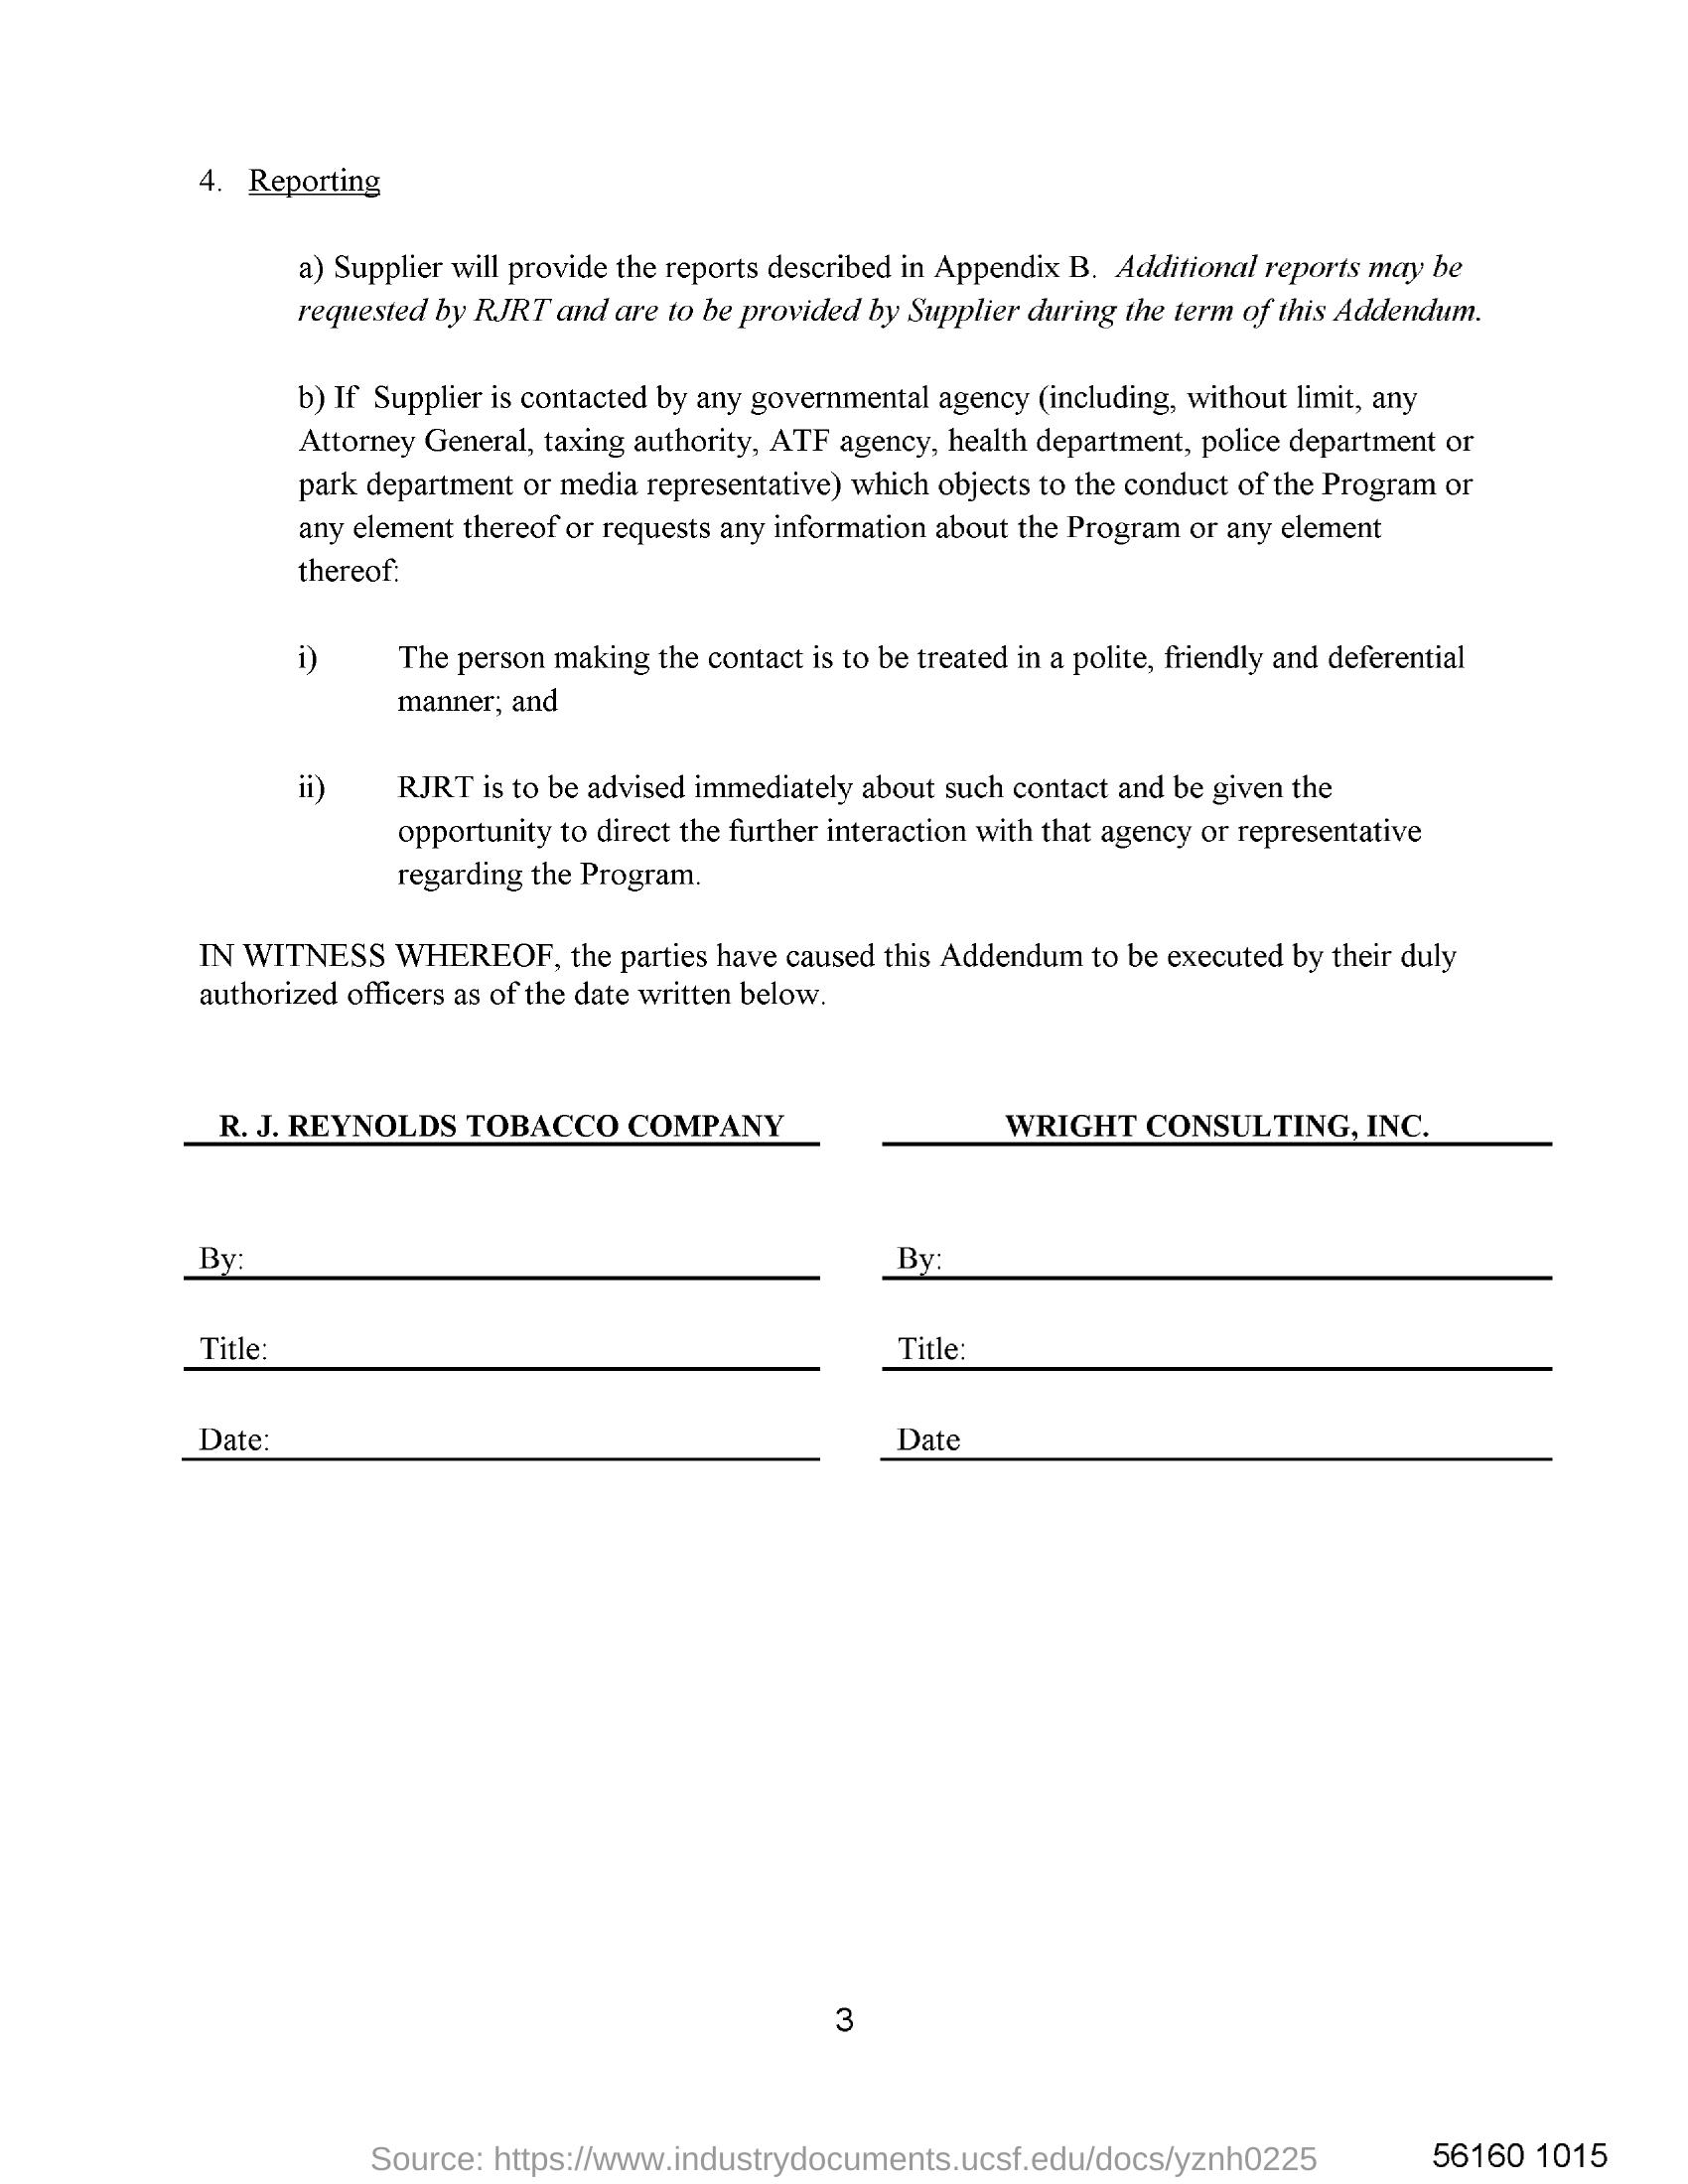 4. Reporting
a) Supplier will provide the reports described in Appendix B. Additional reports may be
requested by RJRT and are to be provided by Supplier during the term of this Addendum.
b) If Supplier is contacted by any governmental agency (including, without limit, any
Attorney General, taxing authority, ATF agency, health department, police department or
park department or media representative) which objects to the conduct of the Program or
any element thereof or requests any information about the Program or any element
thereof:
i) The person making the contact is to be treated in a polite, friendly and deferential
manner; and
ii) RJRT is to be advised immediately about such contact and be given the
opportunity to direct the further interaction with that agency or representative
regarding the Program.
IN WITNESS WHEREOF, the parties have caused this Addendum to be executed by their duly
authorized officers as of the date written below.
R. J. REYNOLDS TOBACCO COMPANY WRIGHT CONSULTING, INC.
By: By:
Title: Title:
Date: Date
3
Source: https://www.industrydocuments.ucsf.edu/docs/yznh0225 56160 1015